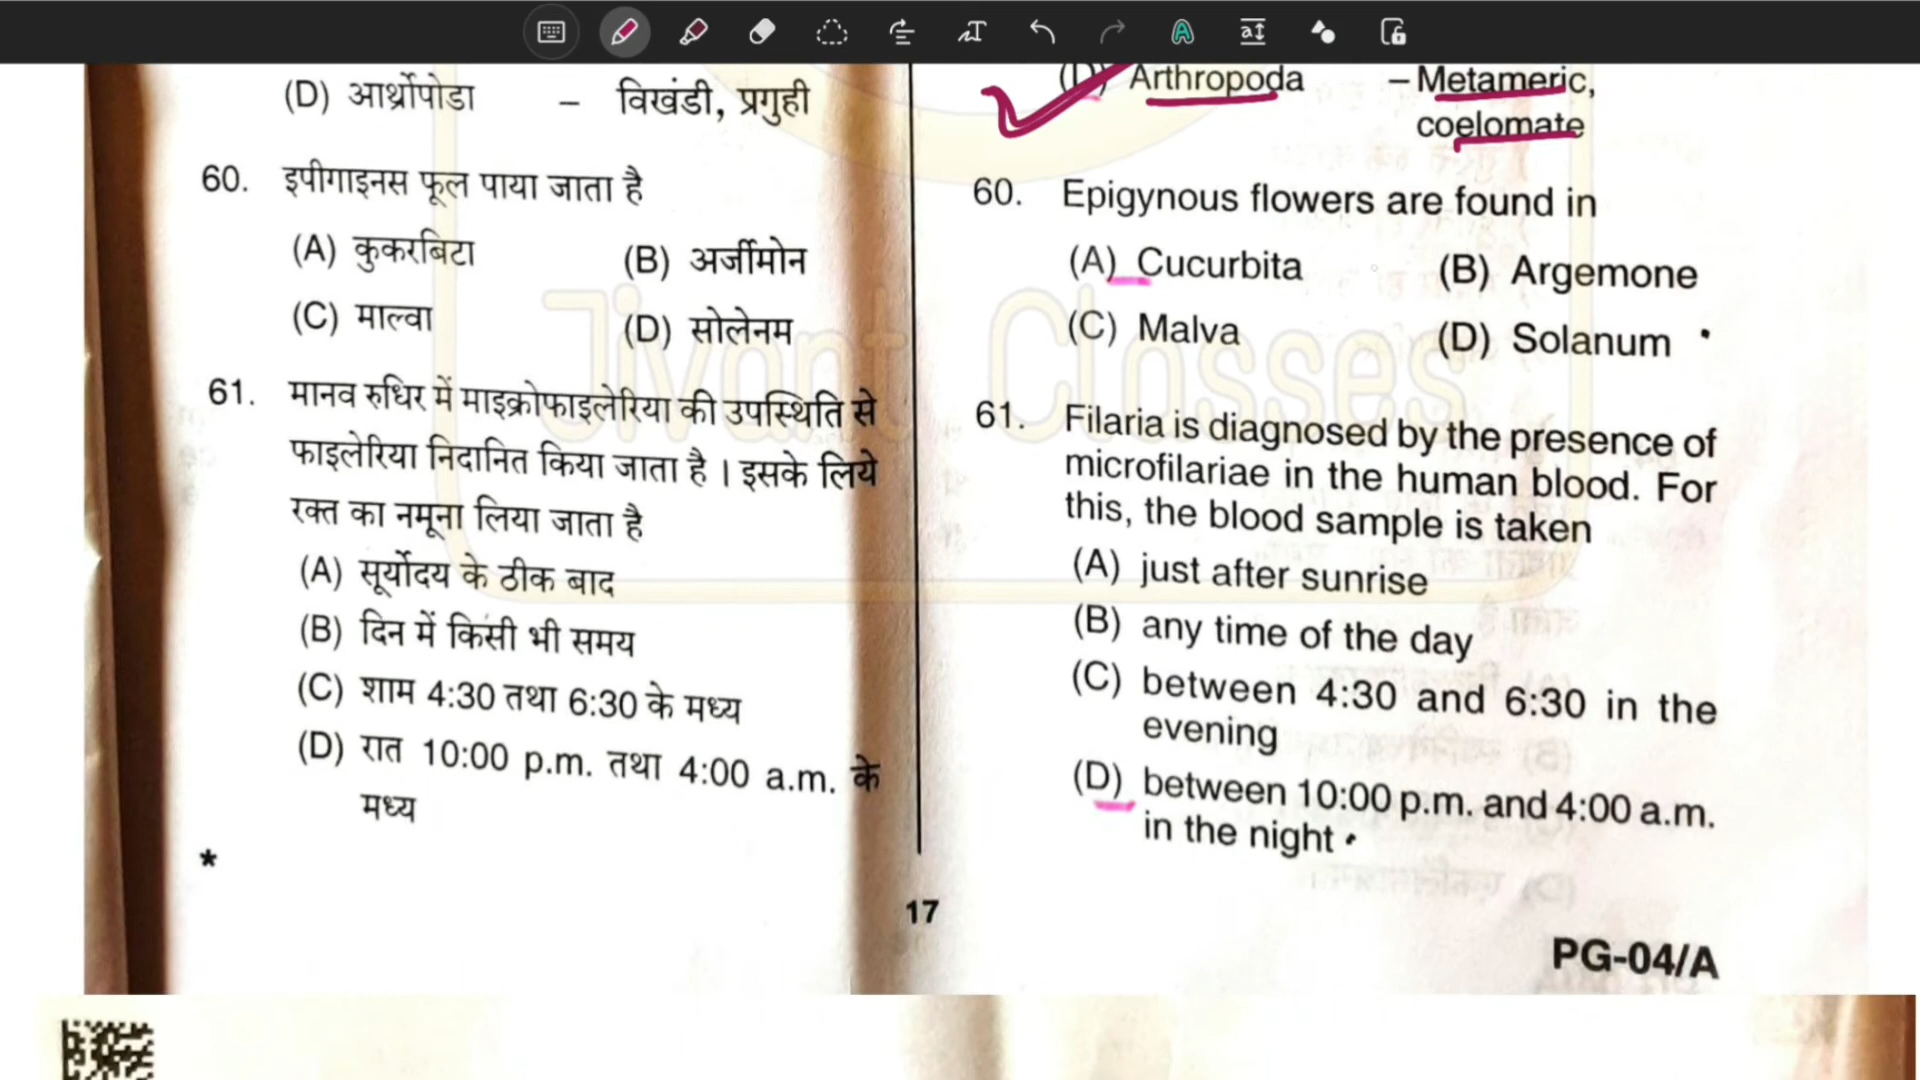 (D) आर्थ्रोपोडा – विखंडी, प्रगुही
60. इपीगाइनस फूल पाया जाता है
(A) कुकरबिटा (B) अर्जीमोन
(C) माल्वा (D) सोलेनम
61. मानव रुधिर में माइक्रोफाइलेरिया की उपस्थिति से
फाइलेरिया निदानित किया जाता है । इसके लिये
रक्त का नमूना लिया जाता है
(A) सूर्योदय के ठीक बाद
(B) दिन में किसी भी समय
(C) शाम 4:30 तथा 6:30 के मध्य
(D) रात 10:00 p.m. तथा 4:00 a.m. के
मध्य
*
(D) Arthropoda – Metameric,
coelomate
60. Epigynous flowers are found in
(A) Cucurbita (B) Argemone
(C) Malva (D) Solanum
61. Filaria is diagnosed by the presence of
microfilariae in the human blood. For
this, the blood sample is taken
(A) just after sunrise
(B) any time of the day
(C) between 4:30 and 6:30 in the
evening
(D) between 10:00 p.m. and 4:00 a.m.
in the night
17
PG-04/A
Jivant Classes